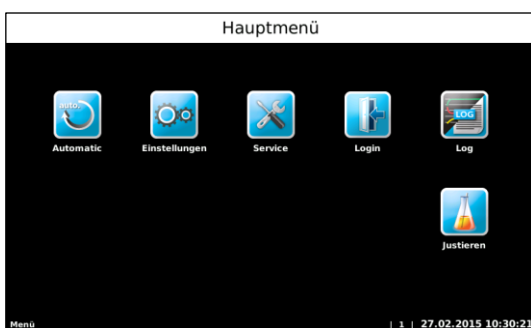 Hauptmenü
auto.
LOG
Automatic Einstellungen Service Login Log
Justieren
Menü | 1 | 27.02.2015 10:30:21